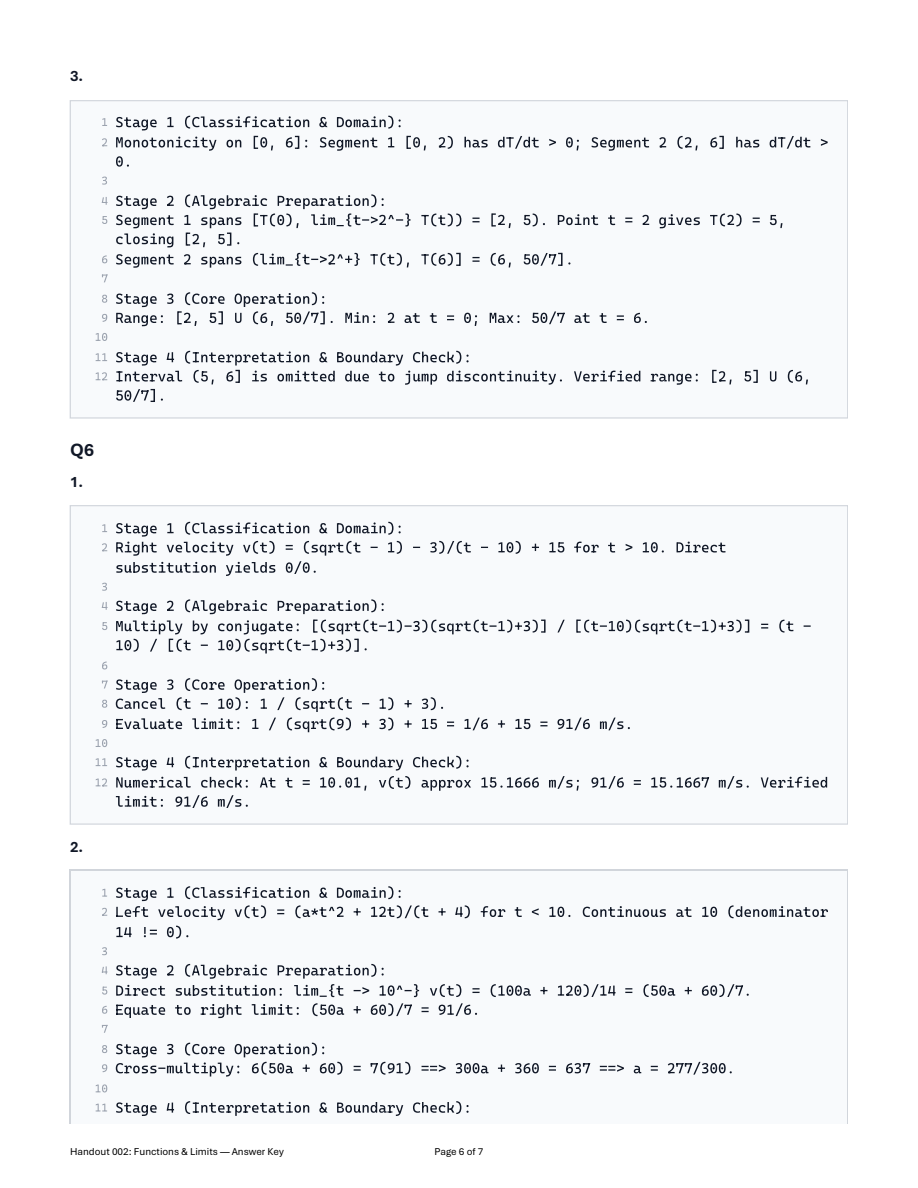 3.
1 Stage 1 (Classification & Domain):
2 Monotonicity on [0, 6]: Segment 1 [0, 2) has dT/dt > 0; Segment 2 (2, 6] has dT/dt >
0.
3
4 Stage 2 (Algebraic Preparation):
5 Segment 1 spans [T(0), lim_{t->2^-} T(t)) = [2, 5). Point t = 2 gives T(2) = 5,
closing [2, 5].
6 Segment 2 spans (lim_{t->2^+} T(t), T(6)] = (6, 50/7].
7
8 Stage 3 (Core Operation):
9 Range: [2, 5] U (6, 50/7]. Min: 2 at t = 0; Max: 50/7 at t = 6.
10
11 Stage 4 (Interpretation & Boundary Check):
12 Interval (5, 6] is omitted due to jump discontinuity. Verified range: [2, 5] U (6,
50/7].
Q6
1.
1 Stage 1 (Classification & Domain):
2 Right velocity v(t) = (sqrt(t - 1) - 3)/(t - 10) + 15 for t > 10. Direct
substitution yields 0/0.
3
4 Stage 2 (Algebraic Preparation):
5 Multiply by conjugate: [(sqrt(t-1)-3)(sqrt(t-1)+3)] / [(t-10)(sqrt(t-1)+3)] = (t -
10) / [(t - 10)(sqrt(t-1)+3)].
6
7 Stage 3 (Core Operation):
8 Cancel (t - 10): 1 / (sqrt(t - 1) + 3).
9 Evaluate limit: 1 / (sqrt(9) + 3) + 15 = 1/6 + 15 = 91/6 m/s.
10
11 Stage 4 (Interpretation & Boundary Check):
12 Numerical check: At t = 10.01, v(t) approx 15.1666 m/s; 91/6 = 15.1667 m/s. Verified
limit: 91/6 m/s.
2.
1 Stage 1 (Classification & Domain):
2 Left velocity v(t) = (a*t^2 + 12t)/(t + 4) for t < 10. Continuous at 10 (denominator
14 != 0).
3
4 Stage 2 (Algebraic Preparation):
5 Direct substitution: lim_{t -> 10^-} v(t) = (100a + 120)/14 = (50a + 60)/7.
6 Equate to right limit: (50a + 60)/7 = 91/6.
7
8 Stage 3 (Core Operation):
9 Cross-multiply: 6(50a + 60) = 7(91) ==> 300a + 360 = 637 ==> a = 277/300.
10
11 Stage 4 (Interpretation & Boundary Check):
Handout 002: Functions & Limits — Answer Key Page 6 of 7